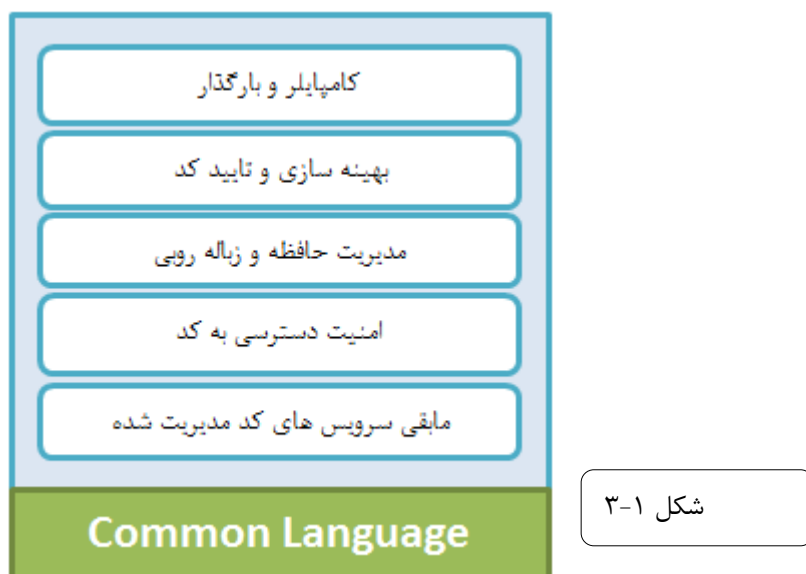 کامپایلر و بارگذار
بهینه سازی و تایید کد
مدیریت حافظه و زباله روبی
امنیت دسترسی به کد
مابقی سرویس های کد مدیریت شده
Common Language
شکل ۱-۳